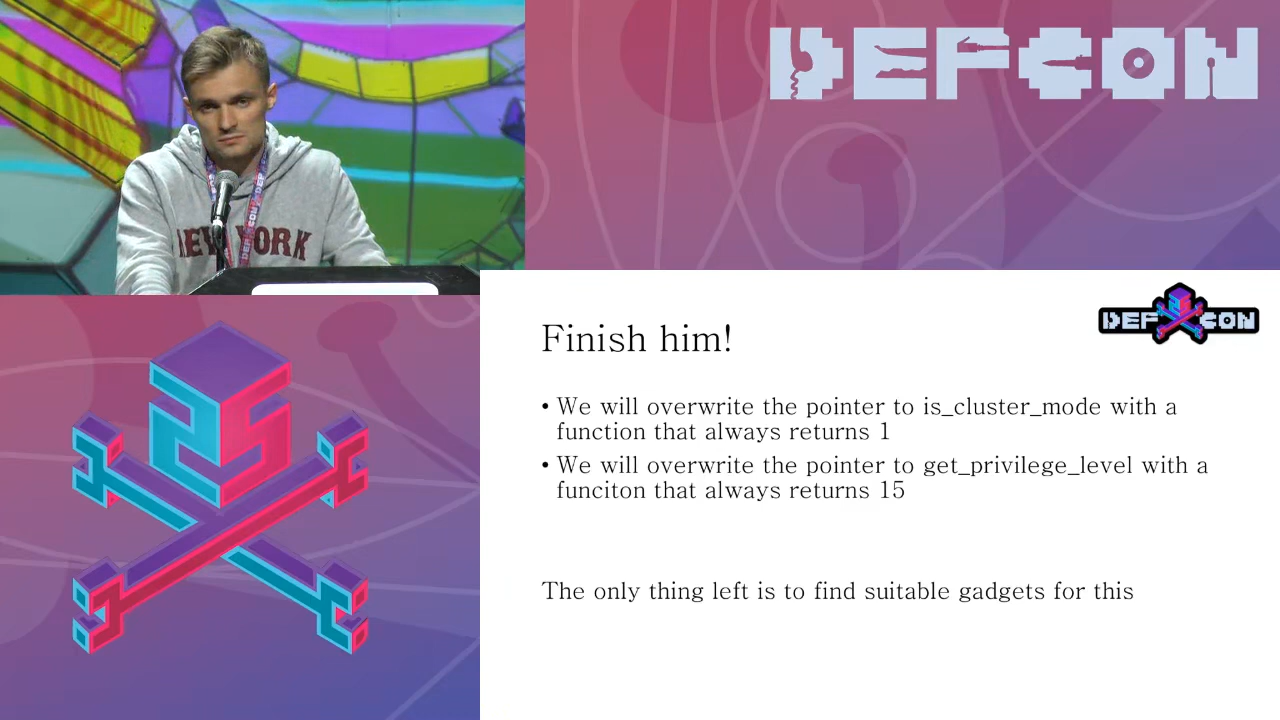 DEFCON
NEW YORK
DEF CON
Finish him!
• We will overwrite the pointer to is_cluster_mode with a
function that always returns 1
• We will overwrite the pointer to get_privilege_level with a
funciton that always returns 15
The only thing left is to find suitable gadgets for this